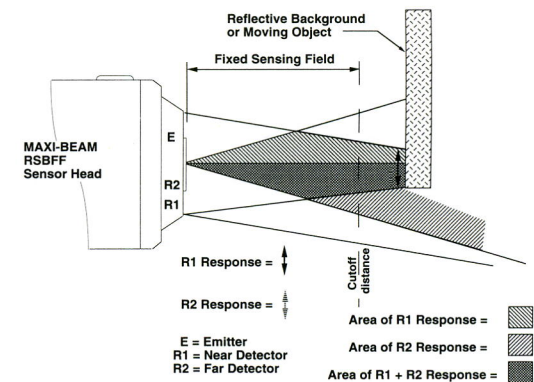 Reflective Background
or Moving Object
Fixed Sensing Field
E
MAXI-BEAM
RSBFF
Sensor Head
R2
R1
R1 Response =
Cutoff
distance
R2 Response =
Area of R1 Response =
E = Emitter
R1 = Near Detector
R2 = Far Detector
Area of R2 Response =
Area of R1 + R2 Response =